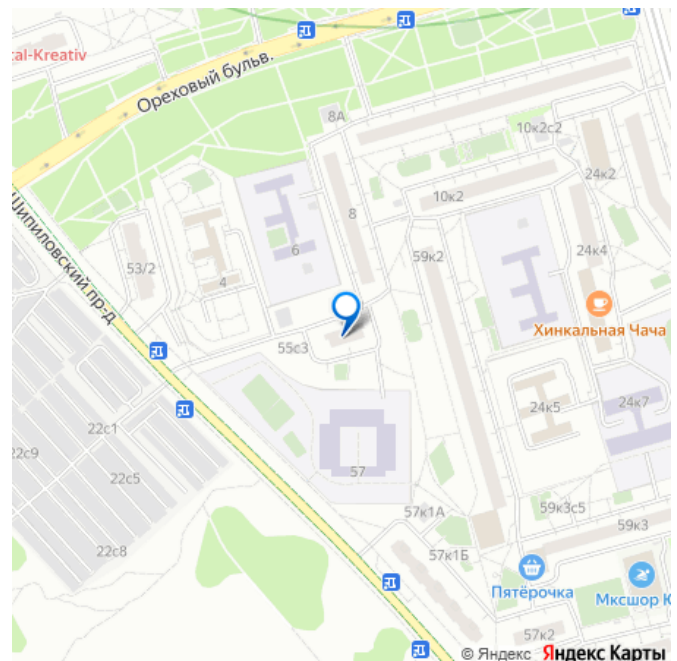 al-Kreativ
Ореховый бульв.
8А
10к2с2
24к2
10к2
8
6
Шипиловский пр-д
53/2
4
59к2
24к4
Хинкальная Чача
55с3
22с1
24к5
24к7
22с9
22с5
57
57к1А
59к3с5
59к3
22с8
57к1Б
Пятёрочка
Мксшор Ю
57к2
© Яндекс Яндекс Карты